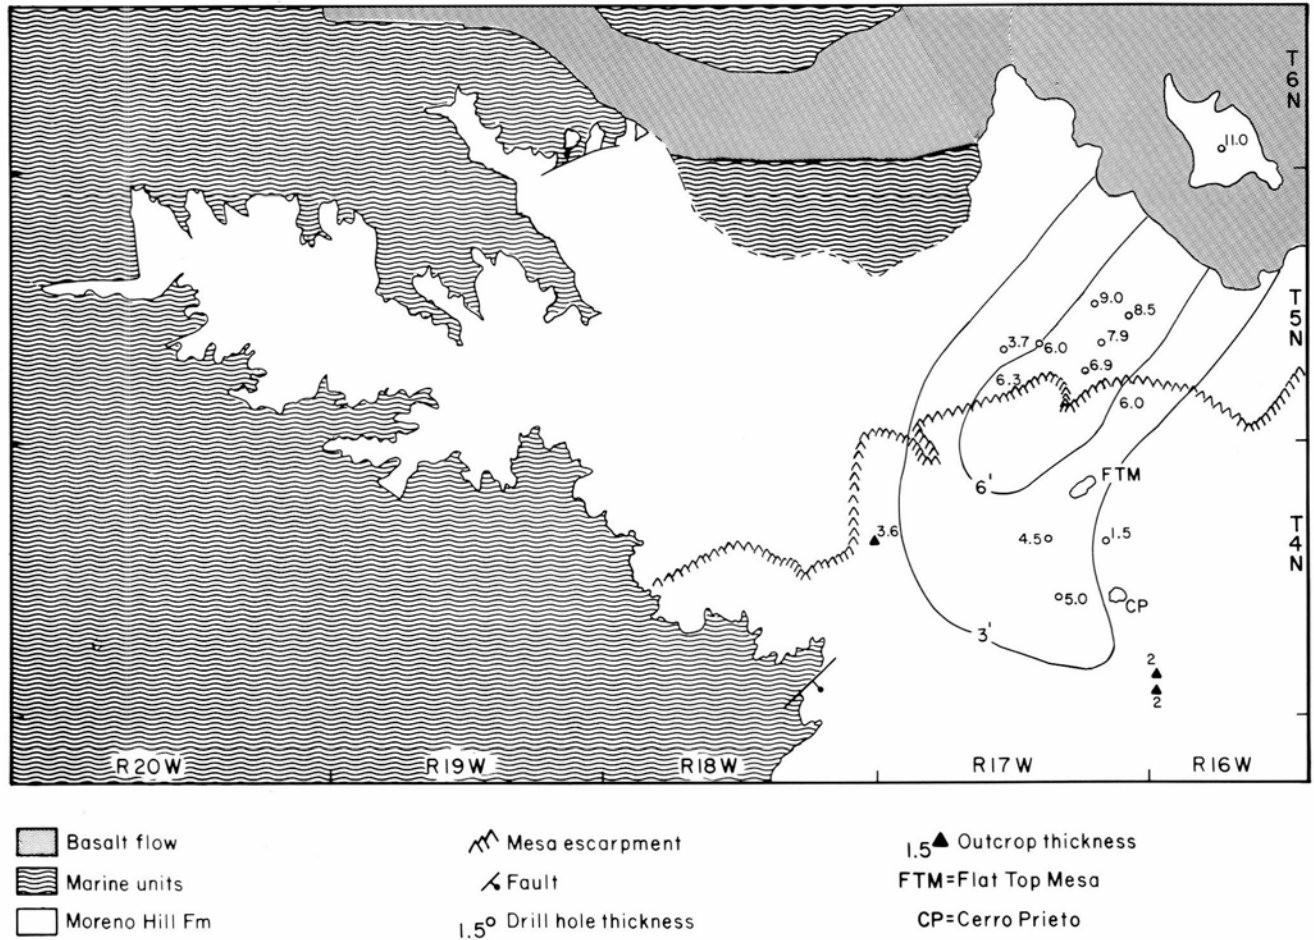 T
6
N
11.0
9.0
8.5
T
5
N
3.7
6.0
7.9
6.9
6.3
6.0
6'
FTM
3.6
4.5
1.5
T
4
N
5.0
CP
3'
2
2
R20W
R19W
R18W
R17W
R16W
Basalt flow
Mesa escarpment
1.5 Outcrop thickness
Marine units
Fault
FTM=Flat Top Mesa
Moreno Hill Fm
1.5 Drill hole thickness
CP=Cerro Prieto